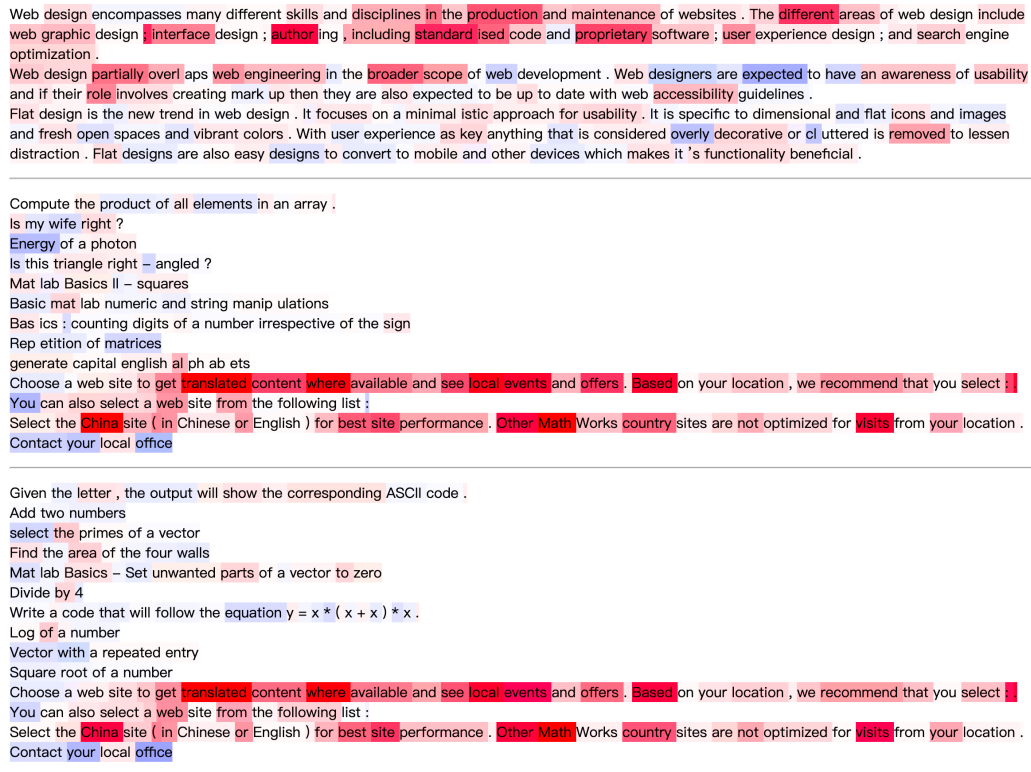 Web design encompasses many different skills and disciplines in the production and maintenance of websites . The different areas of web design include
web graphic design ; interface design ; author ing , including standard ised code and proprietary software ; user experience design ; and search engine
optimization .
Web design partially overl aps web engineering in the broader scope of web development . Web designers are expected to have an awareness of usability
and if their role involves creating mark up then they are also expected to be up to date with web accessibility guidelines .
Flat design is the new trend in web design . It focuses on a minimal istic approach for usability . It is specific to dimensional and flat icons and images
and fresh open spaces and vibrant colors . With user experience as key anything that is considered overly decorative or cl uttered is removed to lessen
distraction . Flat designs are also easy designs to convert to mobile and other devices which makes it 's functionality beneficial .
Compute the product of all elements in an array .
Is my wife right ?
Energy of a photon
Is this triangle right – angled ?
Mat lab Basics II – squares
Basic mat lab numeric and string manip ulations
Bas ics : counting digits of a number irrespective of the sign
Rep etition of matrices
generate capital english al ph ab ets
Choose a web site to get translated content where available and see local events and offers . Based on your location , we recommend that you select : .
You can also select a web site from the following list :
Select the China site ( in Chinese or English ) for best site performance . Other Math Works country sites are not optimized for visits from your location .
Contact your local office
Given the letter , the output will show the corresponding ASCII code .
Add two numbers
select the primes of a vector
Find the area of the four walls
Mat lab Basics – Set unwanted parts of a vector to zero
Divide by 4
Write a code that will follow the equation y = x * ( x + x ) * x .
Log of a number
Vector with a repeated entry
Square root of a number
Choose a web site to get translated content where available and see local events and offers . Based on your location , we recommend that you select : .
You can also select a web site from the following list :
Select the China site ( in Chinese or English ) for best site performance . Other Math Works country sites are not optimized for visits from your location .
Contact your local office